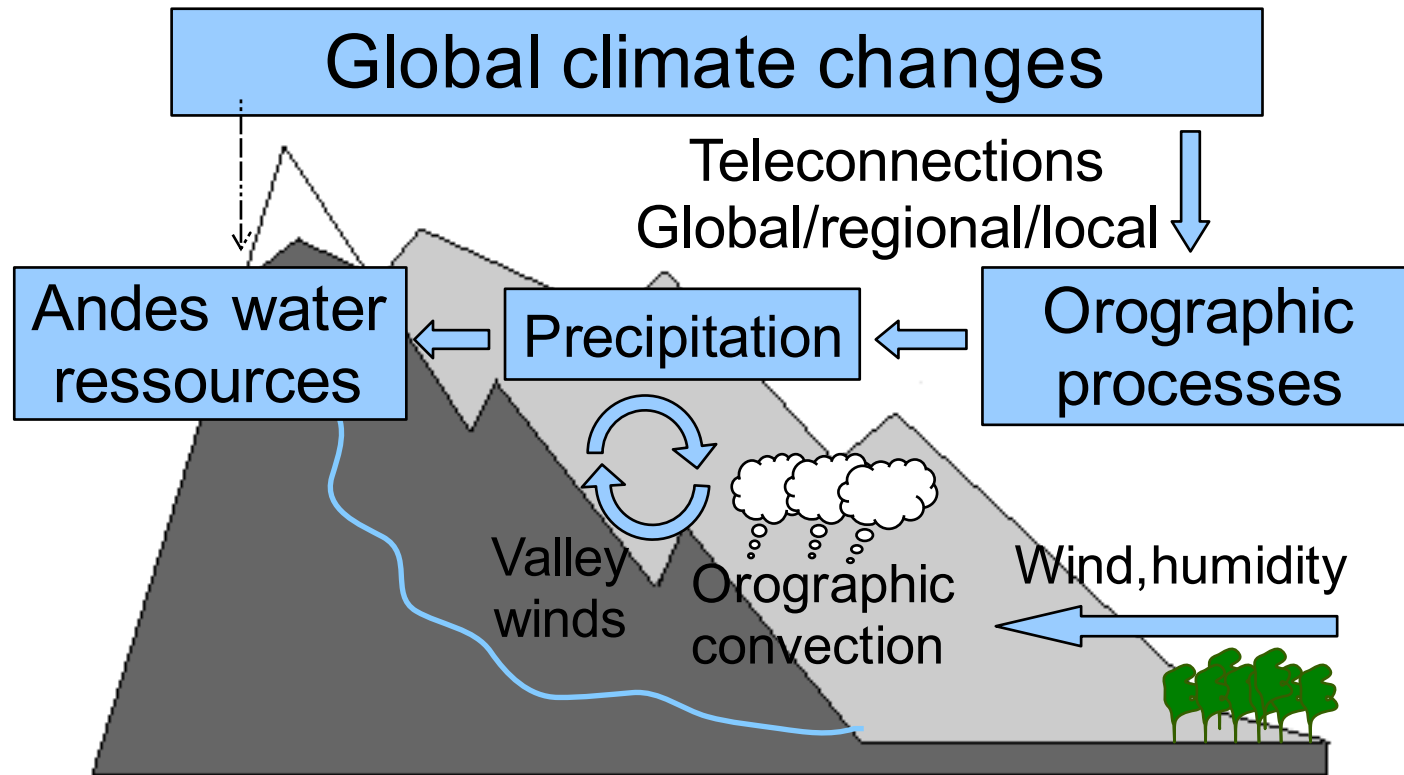 Global climate changes
Teleconnections
Global/regional/local
Andes water
ressources
Precipitation
Orographic
processes
Valley
winds
Orographic
convection
Wind,humidity